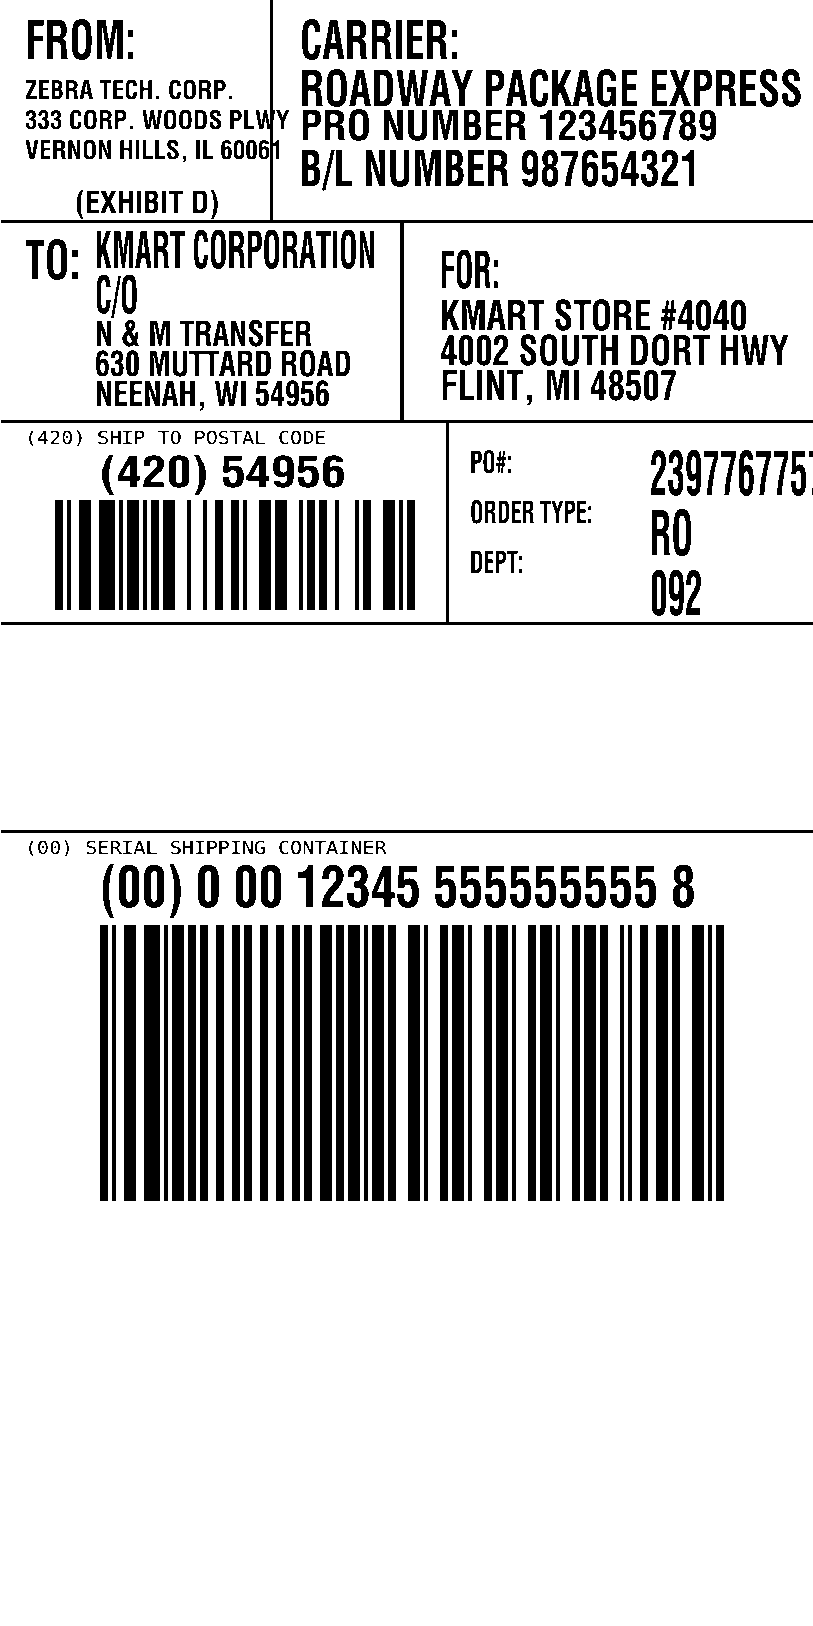 FROM:
ZEBRA TECH. CORP.
333 CORP. WOODS PLWY
VERNON HILLS, IL 60061
(EXHIBIT D)
CARRIER:
ROADWAY PACKAGE EXPRESS
PRO NUMBER 123456789
B/L NUMBER 987654321
TO: KMART CORPORATION
C/O
N & M TRANSFER
630 MUTTARD ROAD
NEENAH, WI 54956
FOR:
KMART STORE #4040
4002 SOUTH DORT HWY
FLINT, MI 48507
(420) SHIP TO POSTAL CODE
(420) 54956
PO#: 2397767757
ORDER TYPE: RO
DEPT: 092
(00) SERIAL SHIPPING CONTAINER
(00) 0 00 12345 555555555 8